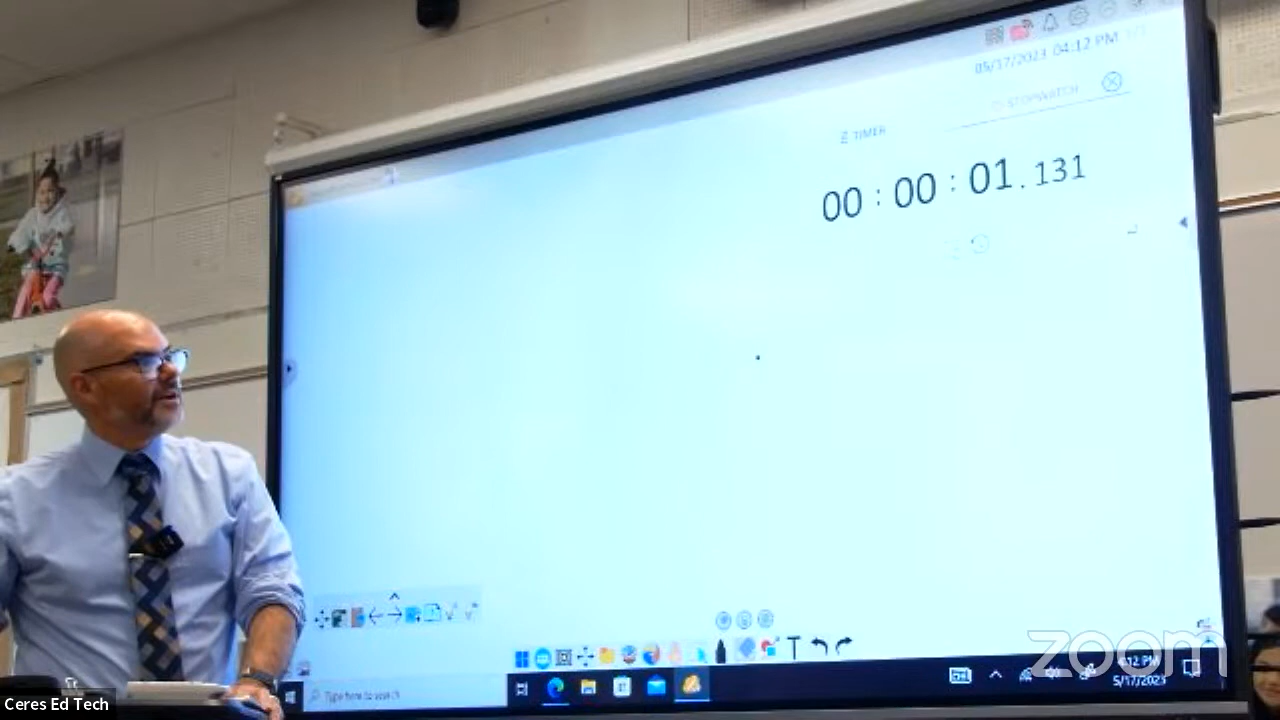 05/17/2023 04:12 PM
STOPWATCH
TIMER
00 : 00 : 01.131
T
Type here to search
zoom
4:12 PM
5/17/2023
Ceres Ed Tech